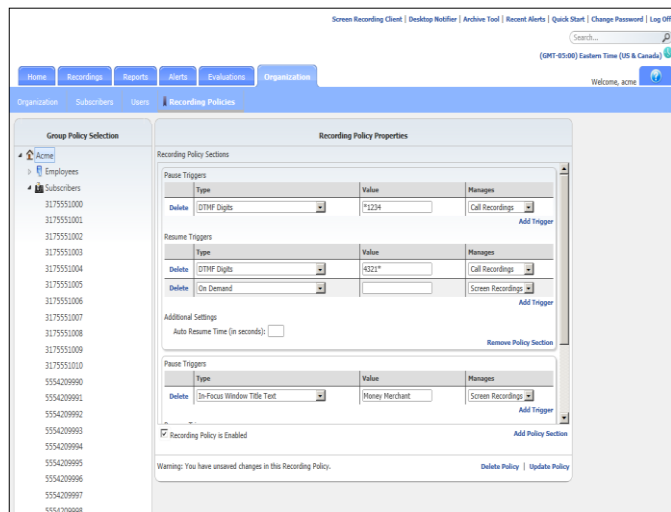 Screen Recording Client | Desktop Notifier | Archive Tool | Recent Alerts | Quick Start | Change Password | Log Off
Search...
(GMT-05:00) Eastern Time (US & Canada)
Home Recordings Reports Alerts Evaluations Organization
Welcome, acme
Organization Subscribers Users Recording Policies
Group Policy Selection
Acme
Employees
Subscribers
3175551000
3175551001
3175551002
3175551003
3175551004
3175551005
3175551006
3175551007
3175551008
3175551009
3175551010
5554209990
5554209991
5554209992
5554209993
5554209994
5554209995
5554209996
5554209997
5554209998
Recording Policy Properties
Recording Policy Sections
Pause Triggers
Type Value Manages
Delete DTMF Digits *1234 Call Recordings
Add Trigger
Resume Triggers
Type Value Manages
Delete DTMF Digits 4321* Call Recordings
Delete On Demand Screen Recordings
Add Trigger
Additional Settings
Auto Resume Time (in seconds):
Remove Policy Section
Pause Triggers
Type Value Manages
Delete In-Focus Window Title Text Money Merchant Screen Recordings
Add Trigger
Recording Policy is Enabled
Add Policy Section
Warning: You have unsaved changes in this Recording Policy.
Delete Policy | Update Policy